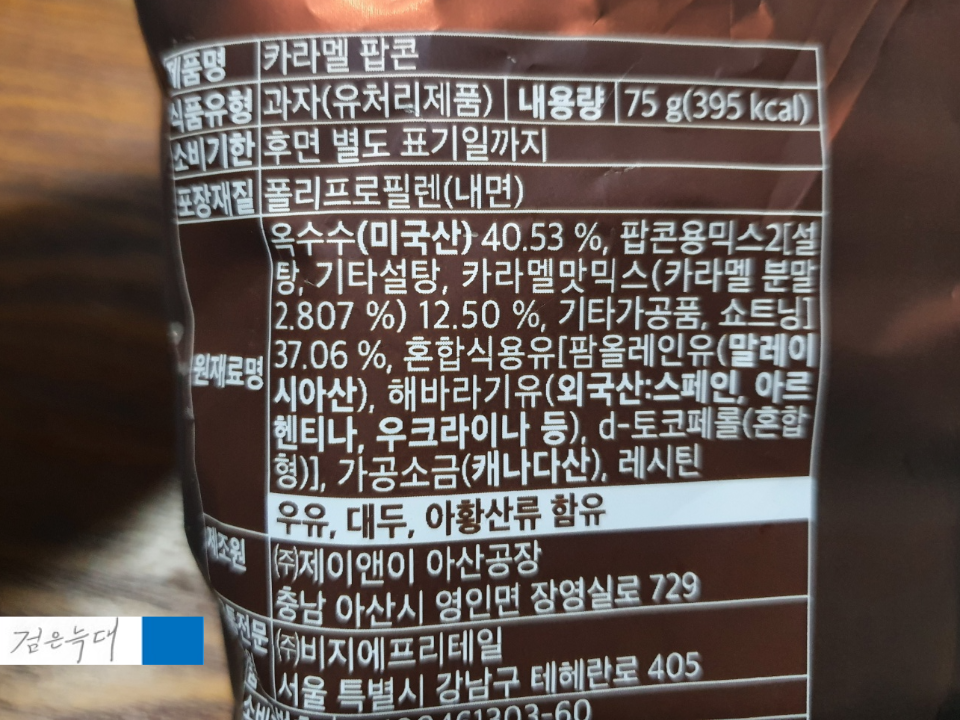 제품명 카라멜 팝콘
식품유형 과자(유처리제품) 내용량 75 g(395 kcal)
소비기한 후면 별도 표기일까지
포장재질 폴리프로필렌(내면)
원재료명
옥수수(미국산) 40.53 %, 팝콘용믹스2[설
탕, 기타설탕, 카라멜맛믹스(카라멜 분말
2.807 %) 12.50 %, 기타가공품, 쇼트닝]
37.06 %, 혼합식용유[팜올레인유(말레이
시아산), 해바라기유(외국산:스페인, 아르
헨티나, 우크라이나 등), d-토코페롤(혼합
형)], 가공소금(캐나다산), 레시틴
우유, 대두, 아황산류 함유
제조원 ㈜제이앤이 아산공장
충남 아산시 영인면 장영실로 729
㈜비지에프리테일
서울 특별시 강남구 테헤란로 405
검은늑대